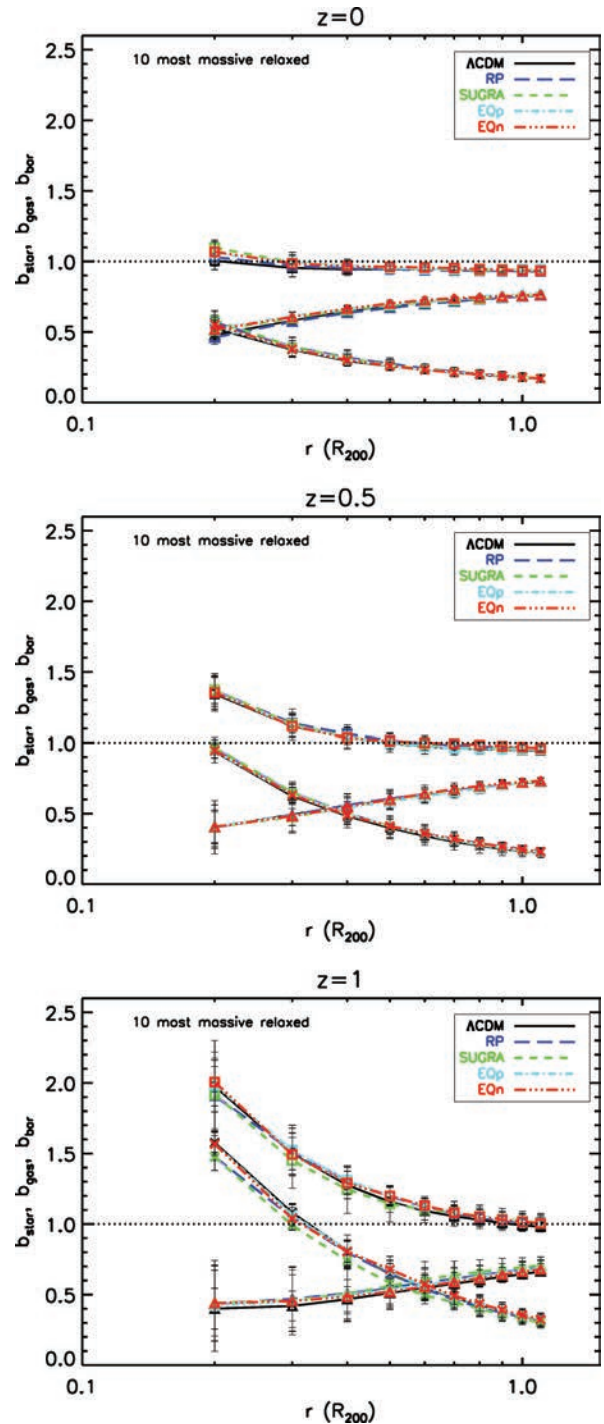 z=0
2.5
10 most massive relaxed
ΛCDM
RP
SUGRA
EQp
EQn
2.0
1.5
1.0
0.5
0.0
b_star, b_gas, b_bar
0.1
1.0
r (R_200)
z=0.5
2.5
10 most massive relaxed
ΛCDM
RP
SUGRA
EQp
EQn
2.0
1.5
1.0
0.5
0.0
b_star, b_gas, b_bar
0.1
1.0
r (R_200)
z=1
2.5
10 most massive relaxed
ΛCDM
RP
SUGRA
EQp
EQn
2.0
1.5
1.0
0.5
0.0
b_star, b_gas, b_bar
0.1
1.0
r (R_200)